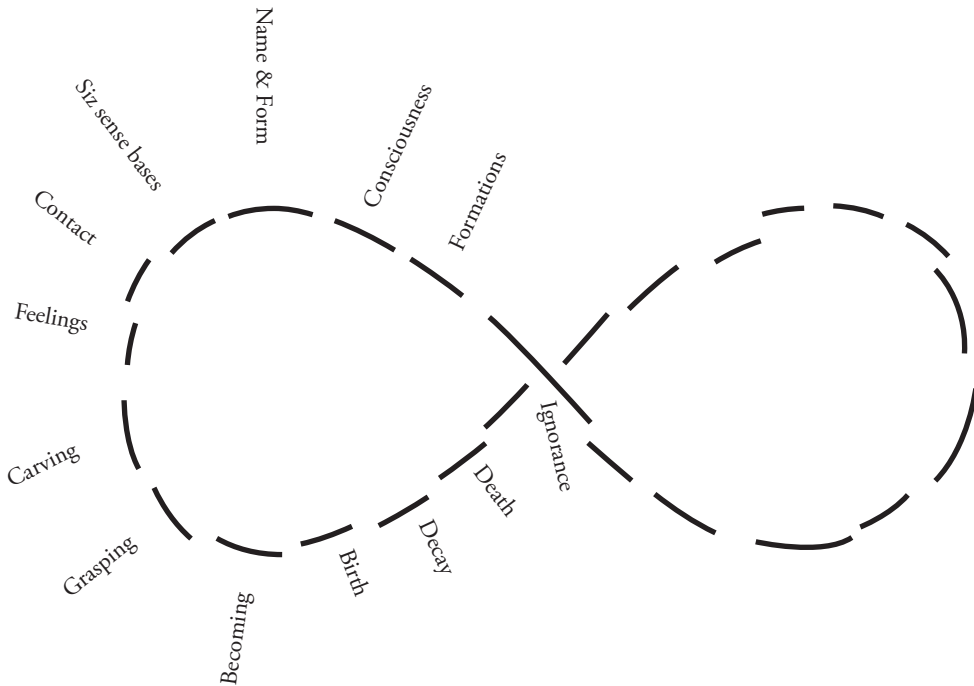 Name & Form
Consciousness
Formations
Siz sense bases
Contact
Feelings
Carving
Grasping
Becoming
Birth
Decay
Death
Ignorance